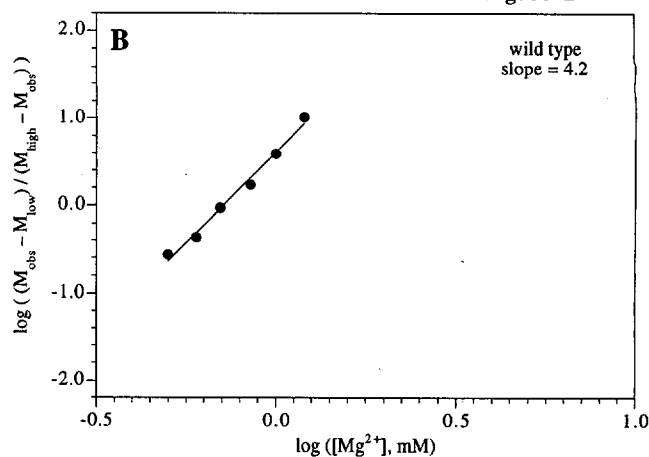 B
wild type
slope = 4.2
2.0
1.0
0.0
-1.0
-2.0
log ((M_obs − M_low) / (M_high − M_obs))
-0.5
0.0
0.5
1.0
log ([Mg²⁺], mM)